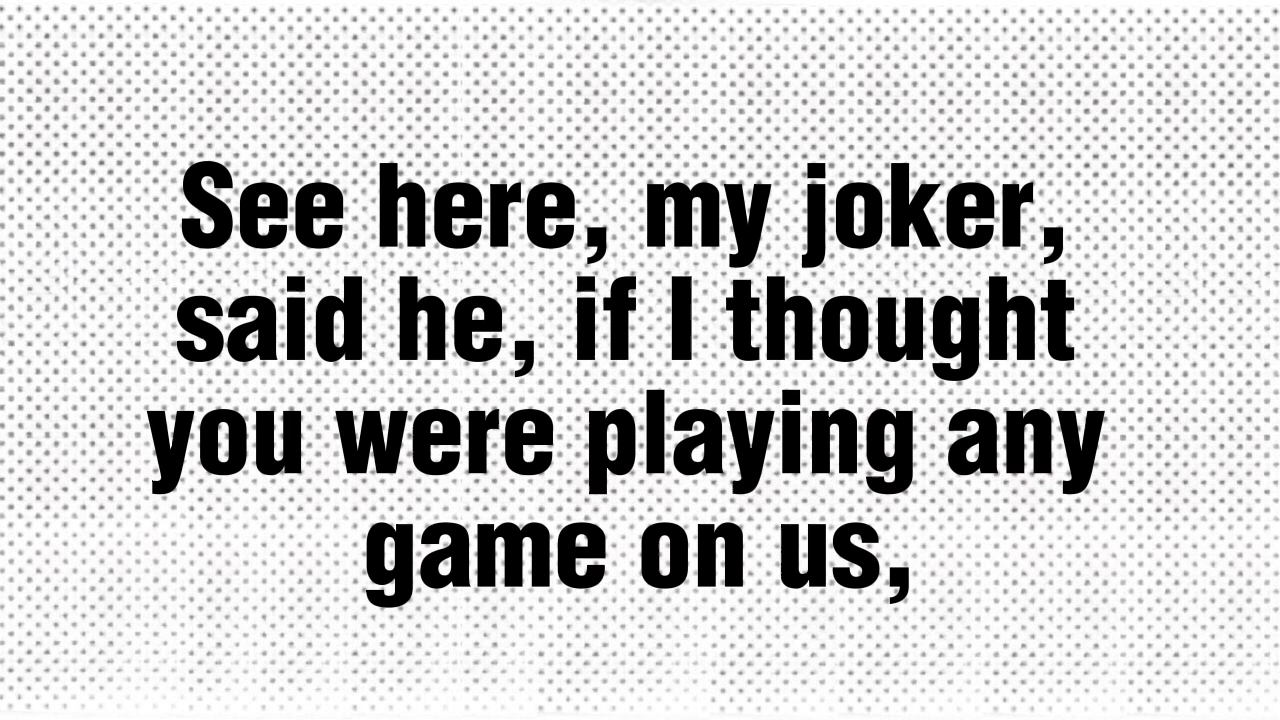 See here, my joker,
said he, if I thought
you were playing any
game on us,